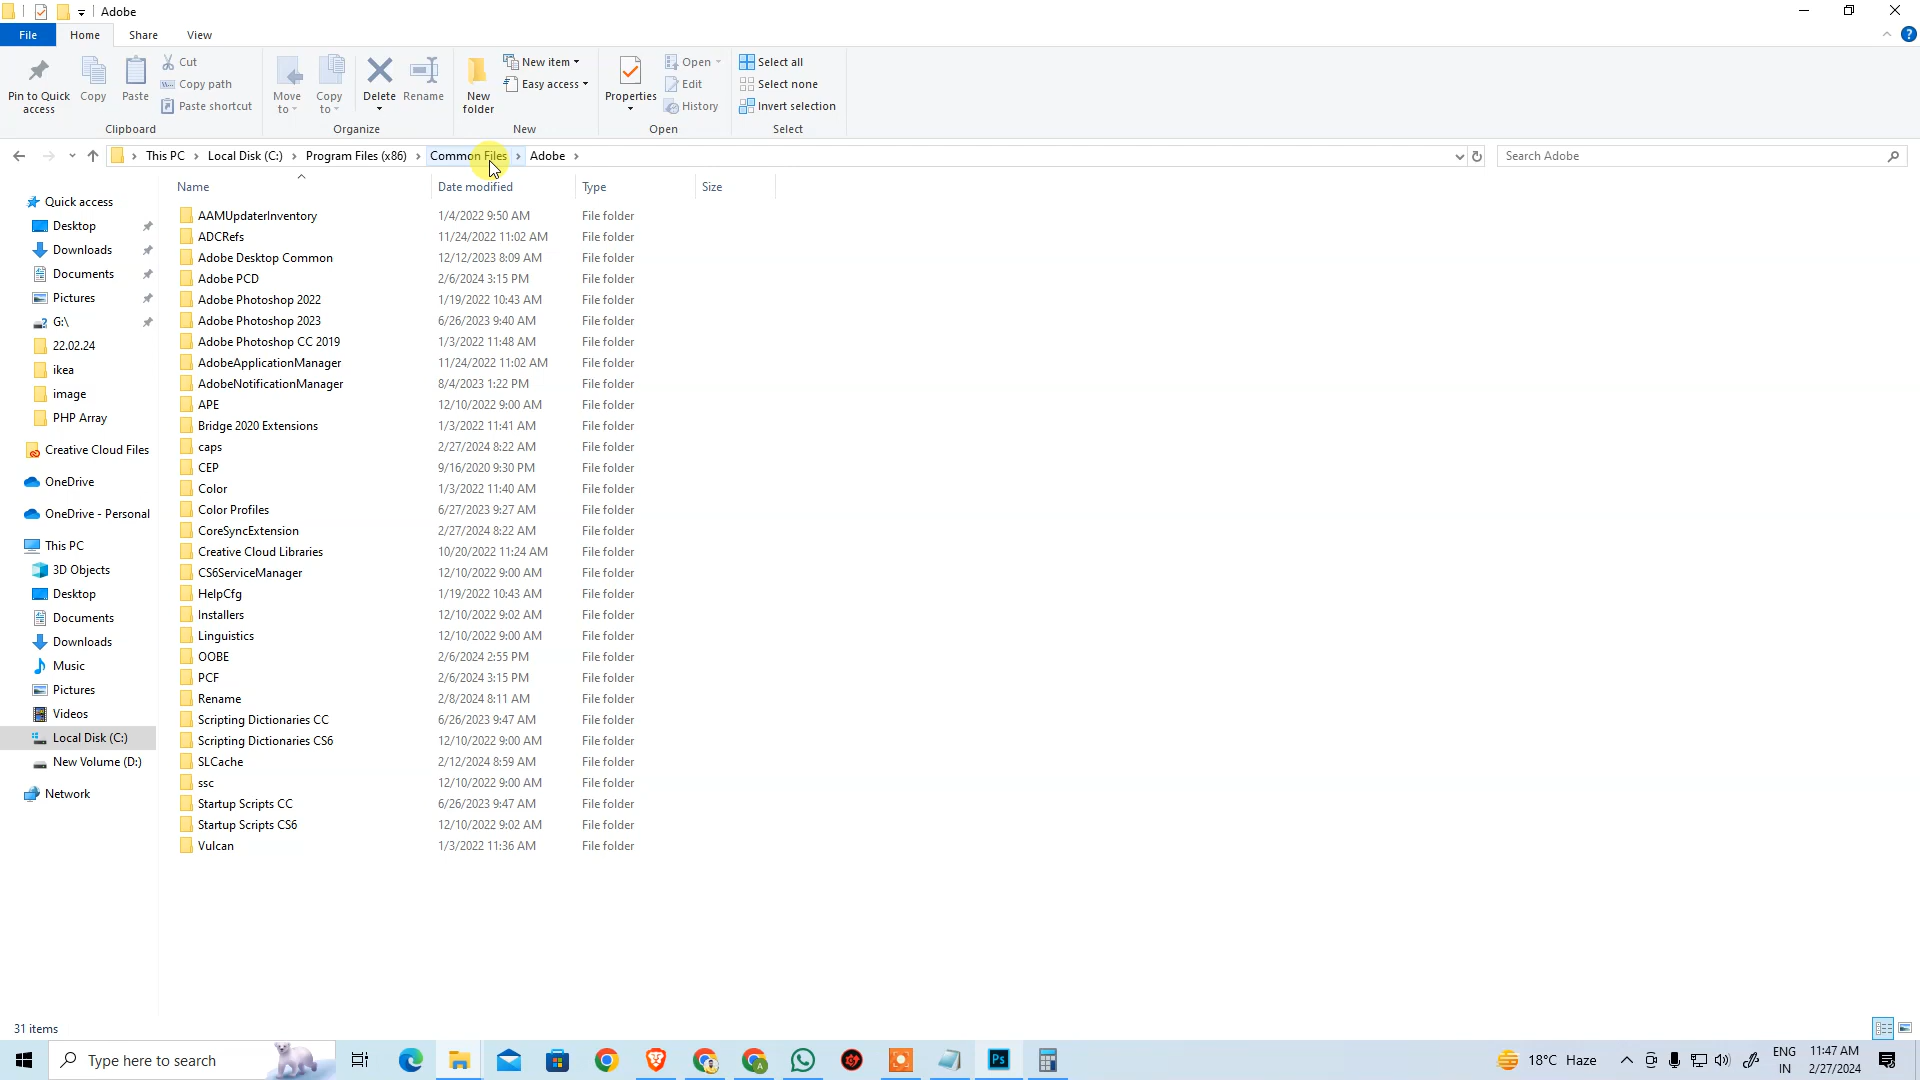 Adobe
File Home Share View
Pin to Quick access
Copy
Paste
Cut
Copy path
Paste shortcut
Clipboard
Move to
Copy to
Delete
Rename
Organize
New folder
New item
Easy access
New
Properties
Open
Edit
History
Open
Select all
Select none
Invert selection
Select
This PC > Local Disk (C:) > Program Files (x86) > Common Files > Adobe >
Search Adobe
Name Date modified Type Size
Quick access
Desktop
Downloads
Documents
Pictures
G:\
22.02.24
ikea
image
PHP Array
Creative Cloud Files
OneDrive
OneDrive - Personal
This PC
3D Objects
Desktop
Documents
Downloads
Music
Pictures
Videos
Local Disk (C:)
New Volume (D:)
Network
AAMUpdaterInventory 1/4/2022 9:50 AM File folder
ADCRefs 11/24/2022 11:02 AM File folder
Adobe Desktop Common 12/12/2023 8:09 AM File folder
Adobe PCD 2/6/2024 3:15 PM File folder
Adobe Photoshop 2022 1/19/2022 10:43 AM File folder
Adobe Photoshop 2023 6/26/2023 9:40 AM File folder
Adobe Photoshop CC 2019 1/3/2022 11:48 AM File folder
AdobeApplicationManager 11/24/2022 11:02 AM File folder
AdobeNotificationManager 8/4/2023 1:22 PM File folder
APE 12/10/2022 9:00 AM File folder
Bridge 2020 Extensions 1/3/2022 11:41 AM File folder
caps 2/27/2024 8:22 AM File folder
CEP 9/16/2020 9:30 PM File folder
Color 1/3/2022 11:40 AM File folder
Color Profiles 6/27/2023 9:27 AM File folder
CoreSyncExtension 2/27/2024 8:22 AM File folder
Creative Cloud Libraries 10/20/2022 11:24 AM File folder
CS6ServiceManager 12/10/2022 9:00 AM File folder
HelpCfg 1/19/2022 10:43 AM File folder
Installers 12/10/2022 9:02 AM File folder
Linguistics 12/10/2022 9:00 AM File folder
OOBE 2/6/2024 2:55 PM File folder
PCF 2/6/2024 3:15 PM File folder
Rename 2/8/2024 8:11 AM File folder
Scripting Dictionaries CC 6/26/2023 9:47 AM File folder
Scripting Dictionaries CS6 12/10/2022 9:00 AM File folder
SLCache 2/12/2024 8:59 AM File folder
ssc 12/10/2022 9:00 AM File folder
Startup Scripts CC 6/26/2023 9:47 AM File folder
Startup Scripts CS6 12/10/2022 9:02 AM File folder
Vulcan 1/3/2022 11:36 AM File folder
31 items
Type here to search
Ps
18°C Haze
ENG
IN
11:47 AM
2/27/2024